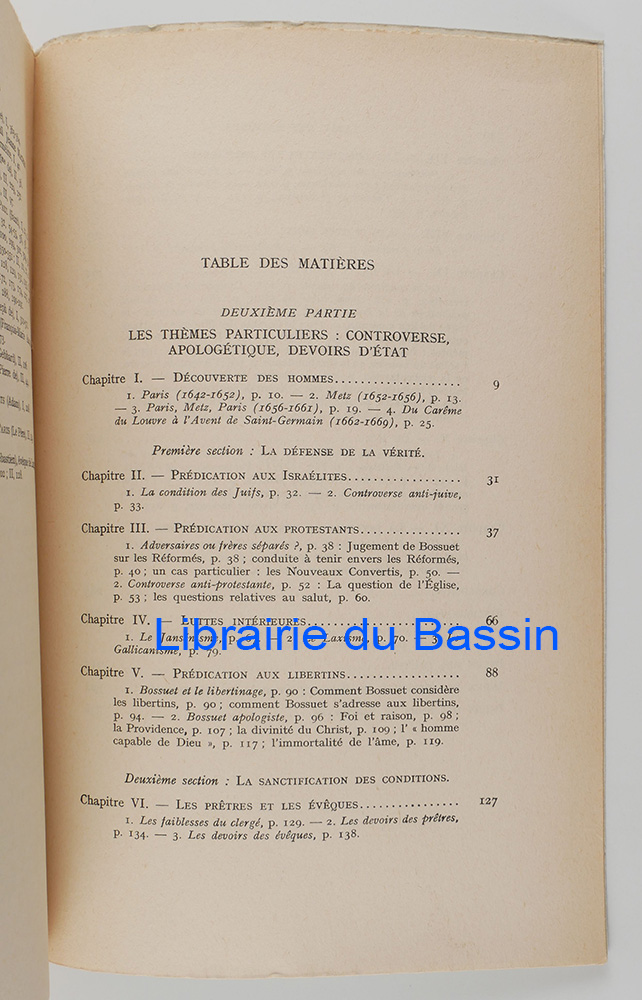 TABLE DES MATIÈRES
DEUXIÈME PARTIE
LES THÈMES PARTICULIERS : CONTROVERSE,
APOLOGÉTIQUE, DEVOIRS D'ÉTAT
Chapitre I. — DÉCOUVERTE DES HOMMES.................... 9
1. Paris (1642-1652), p. 10. — 2. Metz (1652-1656), p. 13.
— 3. Paris, Metz, Paris (1656-1661), p. 19. — 4. Du Carême
du Louvre à l'Avent de Saint-Germain (1662-1669), p. 25.
Première section : LA DÉFENSE DE LA VÉRITÉ.
Chapitre II. — PRÉDICATION AUX ISRAÉLITES.................. 31
1. La condition des Juifs, p. 32. — 2. Controverse anti-juive,
p. 33.
Chapitre III. — PRÉDICATION AUX PROTESTANTS................ 37
1. Adversaires ou frères séparés ?, p. 38 : Jugement de Bossuet
sur les Réformés, p. 38 ; conduite à tenir envers les Réformés,
p. 40 ; un cas particulier : les Nouveaux Convertis, p. 50. —
2. Controverse anti-protestante, p. 52 : La question de l'Église,
p. 53 ; les questions relatives au salut, p. 60.
Chapitre IV. — LUTTES INTÉRIEURES........................ 66
1. Le Jansénisme, p. — 2. Le Laxisme, p. 70. — 3.
Gallicanisme, p. 79.
Librairie du Bassin
Chapitre V. — PRÉDICATION AUX LIBERTINS.................. 88
1. Bossuet et le libertinage, p. 90 : Comment Bossuet considère
les libertins, p. 90 ; comment Bossuet s'adresse aux libertins,
p. 94. — 2. Bossuet apologiste, p. 96 : Foi et raison, p. 98 ;
la Providence, p. 107 ; la divinité du Christ, p. 109 ; l' « homme
capable de Dieu », p. 117 ; l'immortalité de l'âme, p. 119.
Deuxième section : LA SANCTIFICATION DES CONDITIONS.
Chapitre VI. — LES PRÊTRES ET LES ÉVÊQUES................ 127
1. Les faiblesses du clergé, p. 129. — 2. Les devoirs des prêtres,
p. 134. — 3. Les devoirs des évêques, p. 138.